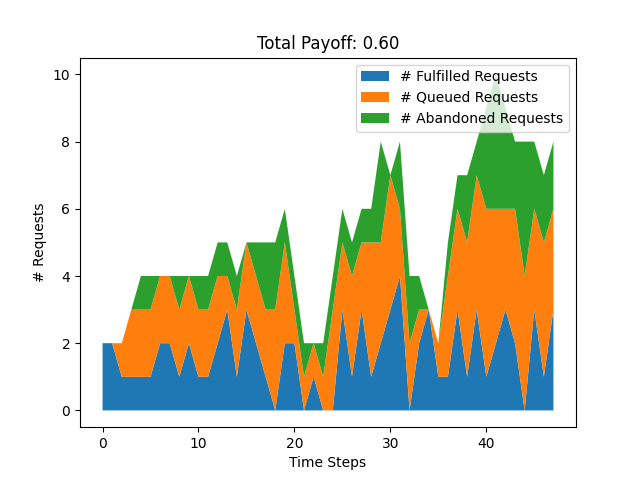 Total Payoff: 0.60
# Fulfilled Requests
# Queued Requests
# Abandoned Requests
10
8
6
4
2
0
# Requests
0 10 20 30 40
Time Steps